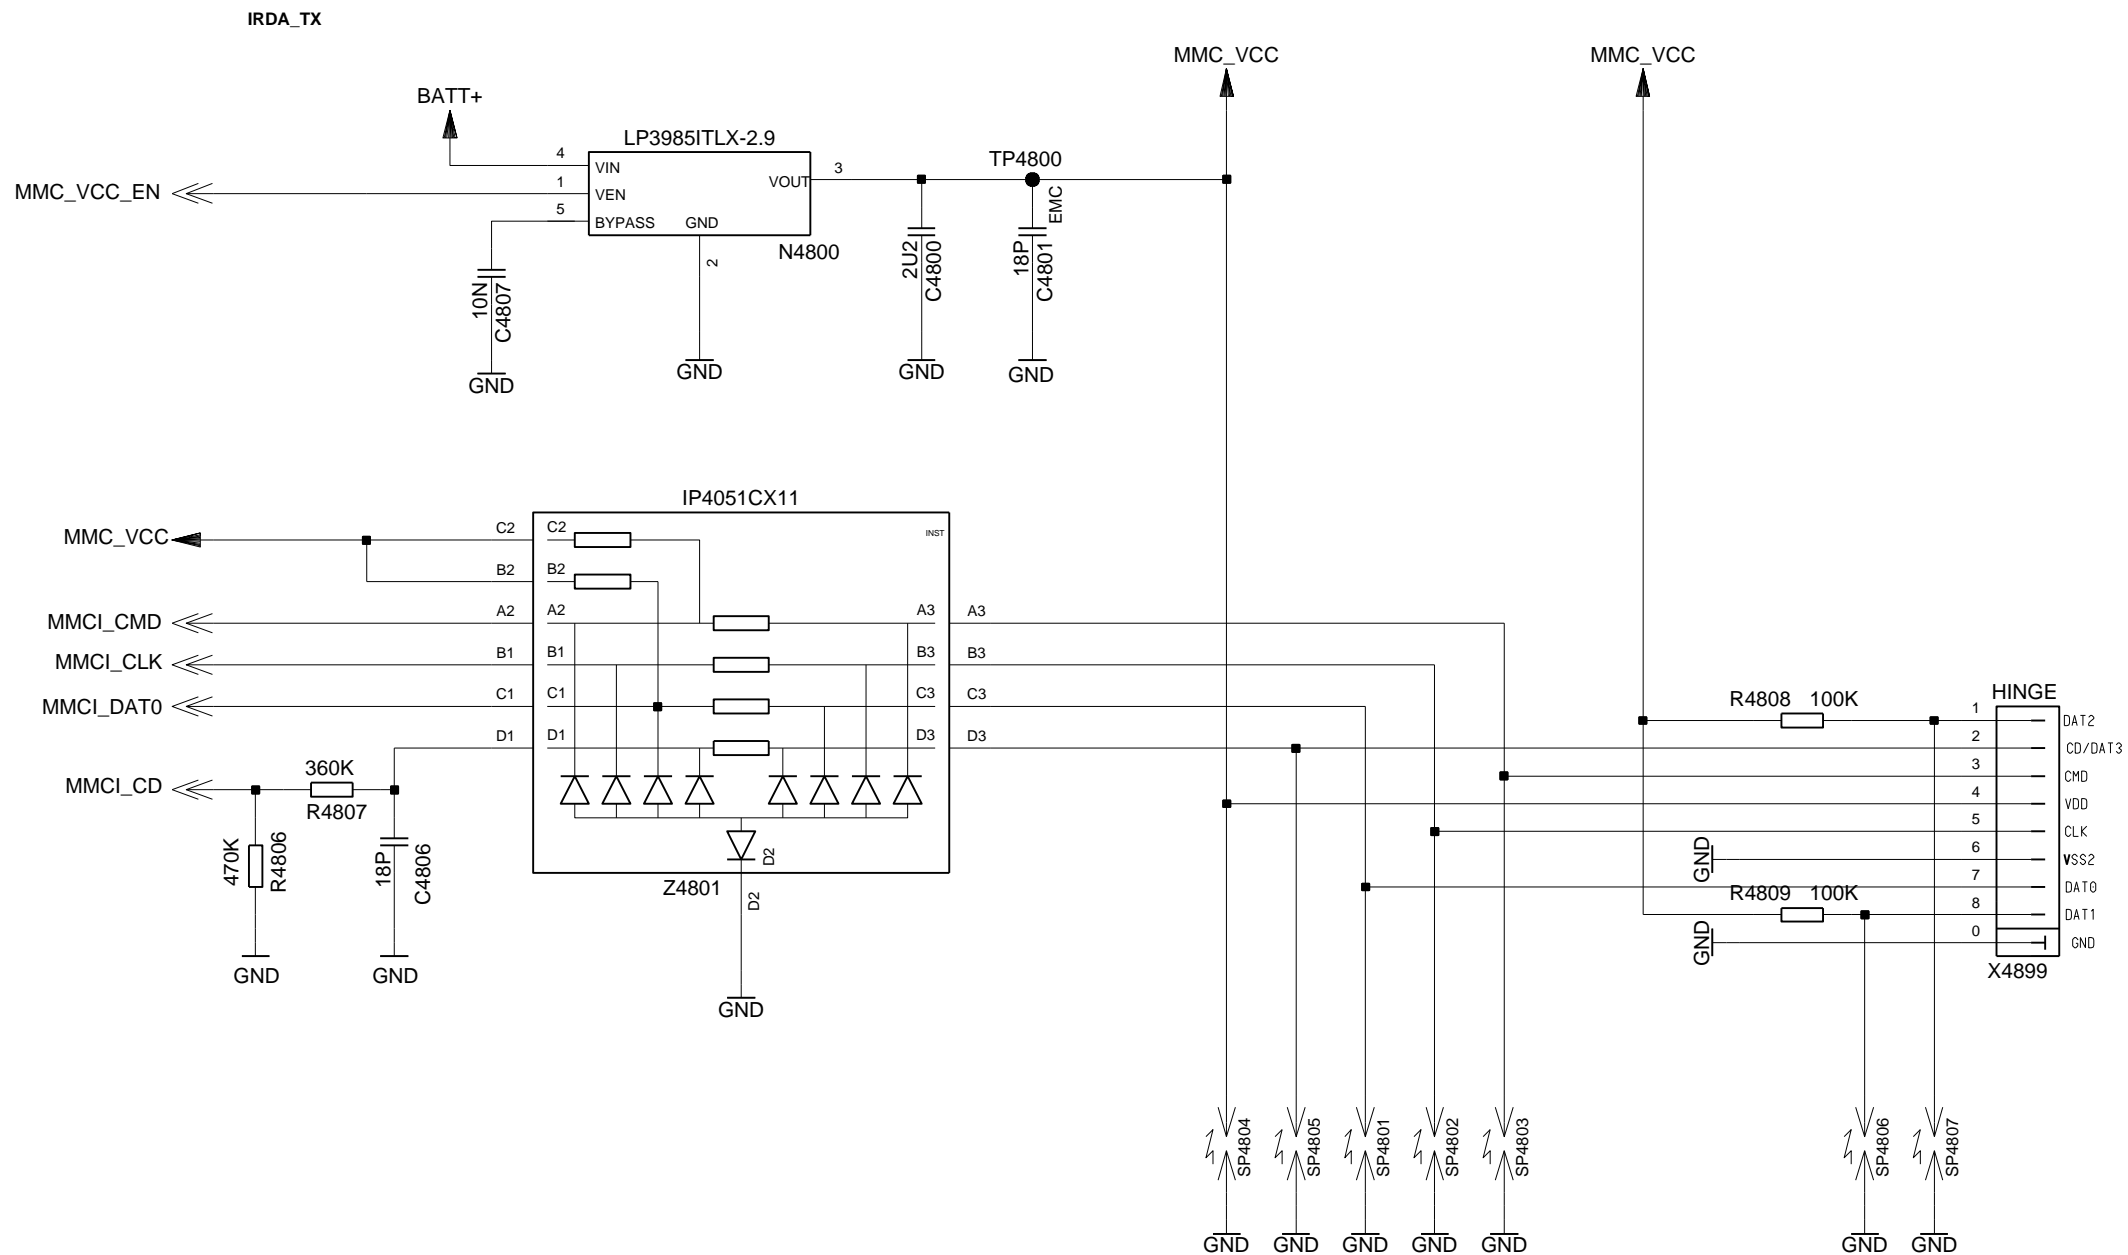 IRDA_TX
MMC_VCC
MMC_VCC
BATT+
LP3985ITLX-2.9
4
VIN
VOUT
3
TP4800
EMC
MMC_VCC_EN
1
VEN
5
BYPASS
GND
N4800
2
10N
C4807
2U2
C4800
18P
C4801
GND
GND
GND
GND
IP4051CX11
INST
MMC_VCC
C2
C2
B2
B2
MMCI_CMD
A2
A2
A3
A3
MMCI_CLK
B1
B1
B3
B3
MMCI_DAT0
C1
C1
C3
C3
D1
D1
D3
D3
MMCI_CD
360K
R4807
470K
R4806
18P
C4806
D2
Z4801
D2
GND
GND
GND
HINGE
R4808 100K
1
DAT2
2
CD/DAT3
3
CMD
4
VDD
5
CLK
GND
6
VSS2
7
DAT0
R4809 100K
8
DAT1
GND
0
GND
X4899
SP4804
SP4805
SP4801
SP4802
SP4803
SP4806
SP4807
GND
GND
GND
GND
GND
GND
GND